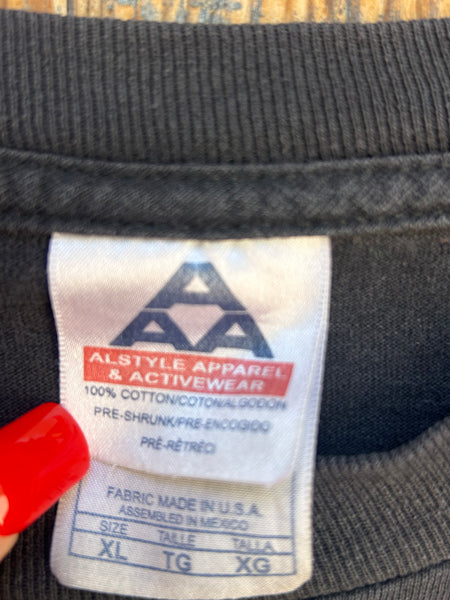 A
A A
ALSTYLE APPAREL
& ACTIVEWEAR
100% COTTON/COTON/ALGODON
PRE-SHRUNK/PRE-ENCOGIDO
PRÉ-RÉTRÉCI
FABRIC MADE IN U.S.A.
ASSEMBLED IN MEXICO
SIZE TAILLE TALLA
XL TG XG